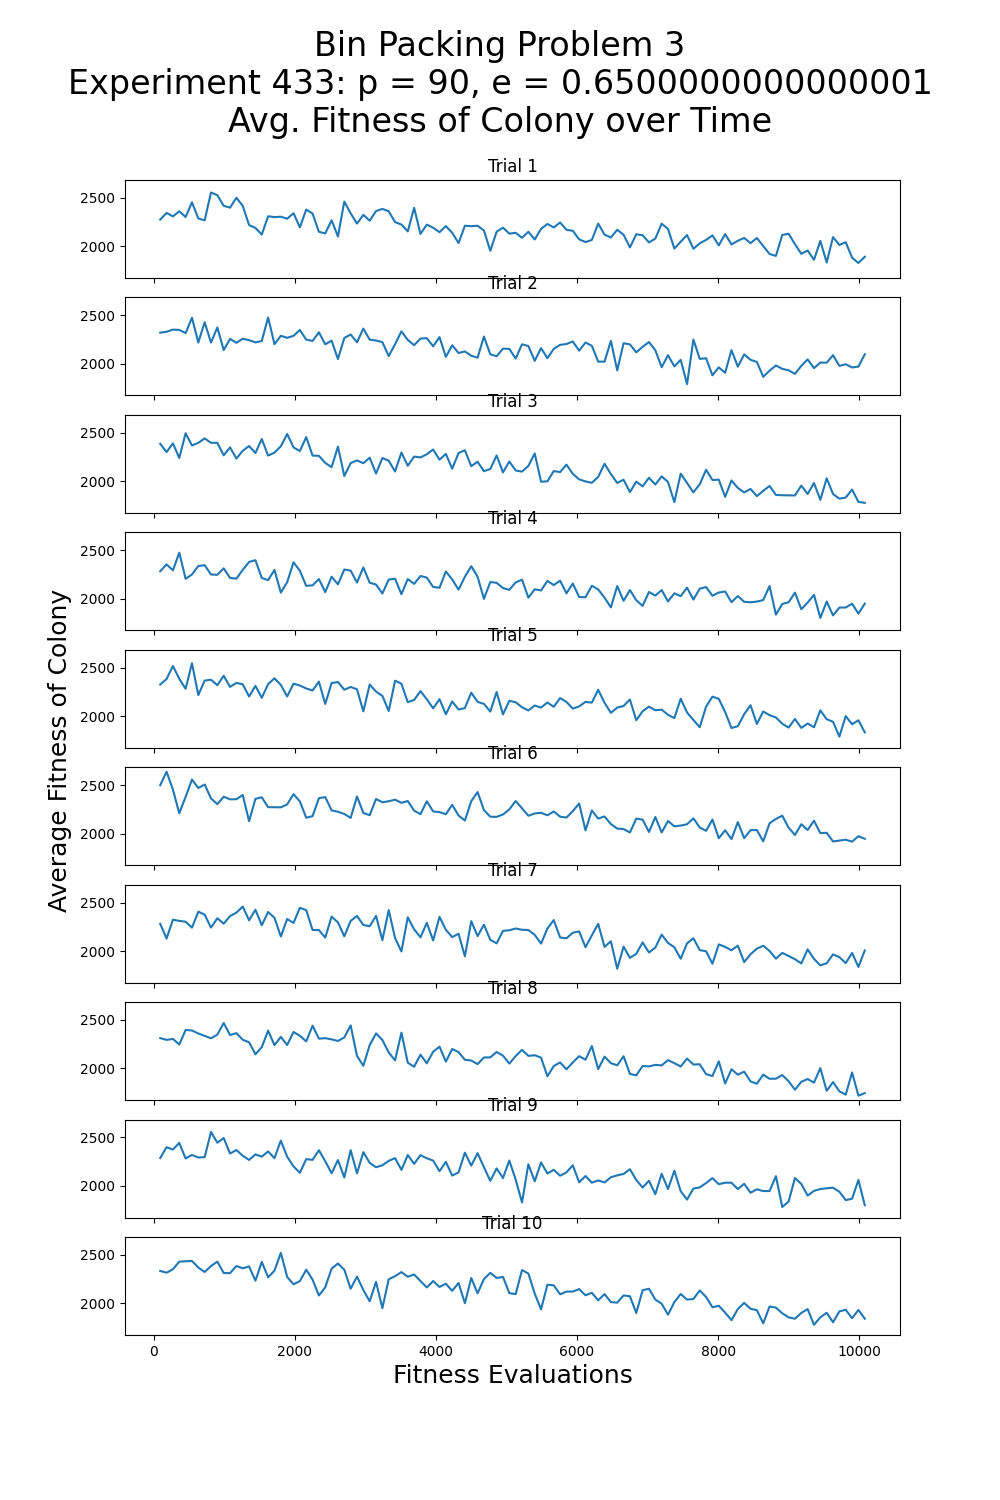 Bin Packing Problem 3
Experiment 433: p = 90, e = 0.6500000000000001
Avg. Fitness of Colony over Time
Trial 1
2500
2000
Trial 2
2500
2000
Trial 3
2500
2000
Trial 4
2500
2000
Trial 5
2500
2000
Trial 6
2500
2000
Trial 7
2500
2000
Trial 8
2500
2000
Trial 9
2500
2000
Trial 10
2500
2000
0 2000 4000 6000 8000 10000
Fitness Evaluations
Average Fitness of Colony